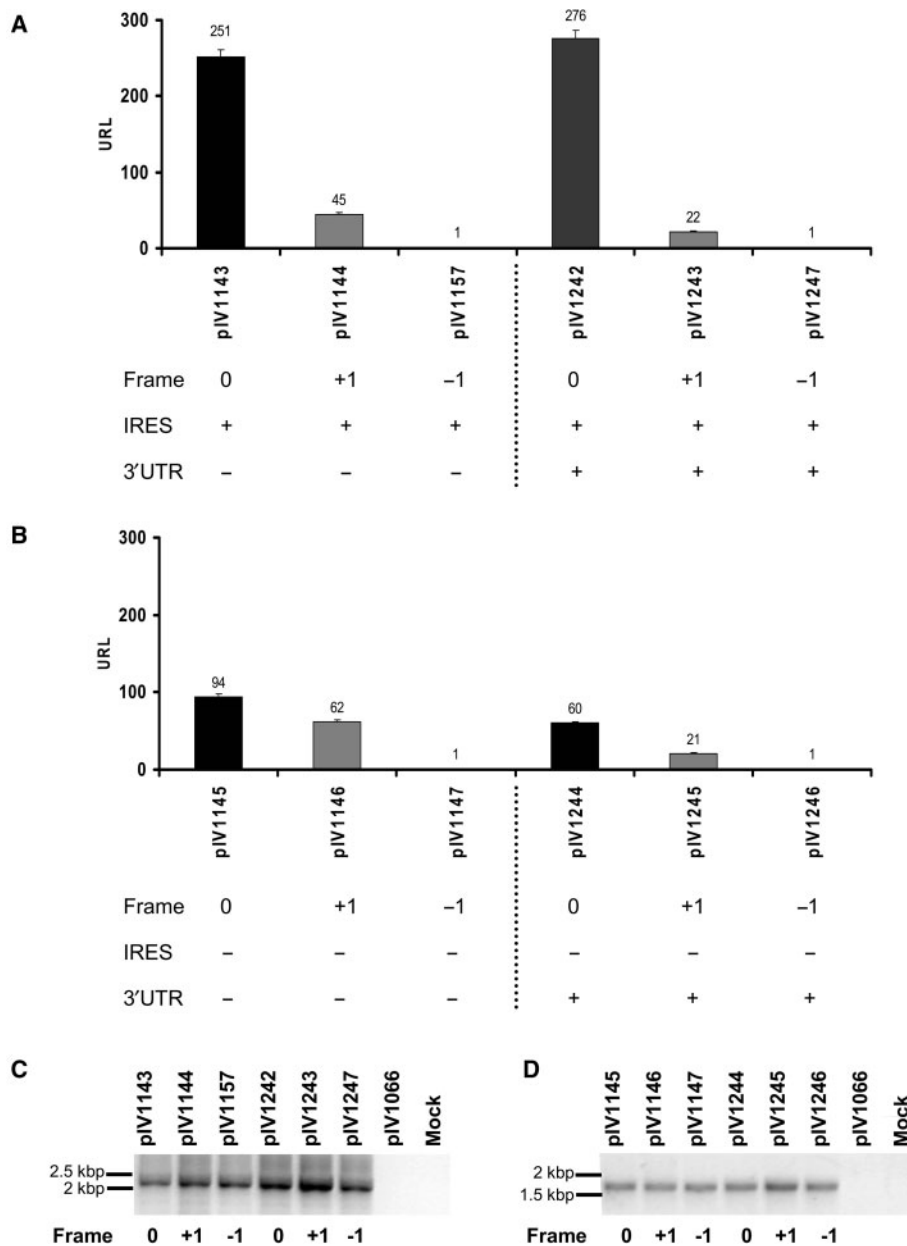 A
URL
300
200
100
0
251
45
1
276
22
1
pIV1143
pIV1144
pIV1157
pIV1242
pIV1243
pIV1247
Frame 0 +1 –1 0 +1 –1
IRES + + + + + +
3′UTR – – – + + +
B
URL
300
200
100
0
94
62
1
60
21
1
pIV1145
pIV1146
pIV1147
pIV1244
pIV1245
pIV1246
Frame 0 +1 –1 0 +1 –1
IRES – – – – – –
3′UTR – – – + + +
C
pIV1143
pIV1144
pIV1157
pIV1242
pIV1243
pIV1247
pIV1066
Mock
2.5 kbp
2 kbp
Frame 0 +1 -1 0 +1 -1
D
pIV1145
pIV1146
pIV1147
pIV1244
pIV1245
pIV1246
pIV1066
Mock
2 kbp
1.5 kbp
Frame 0 +1 -1 0 +1 -1